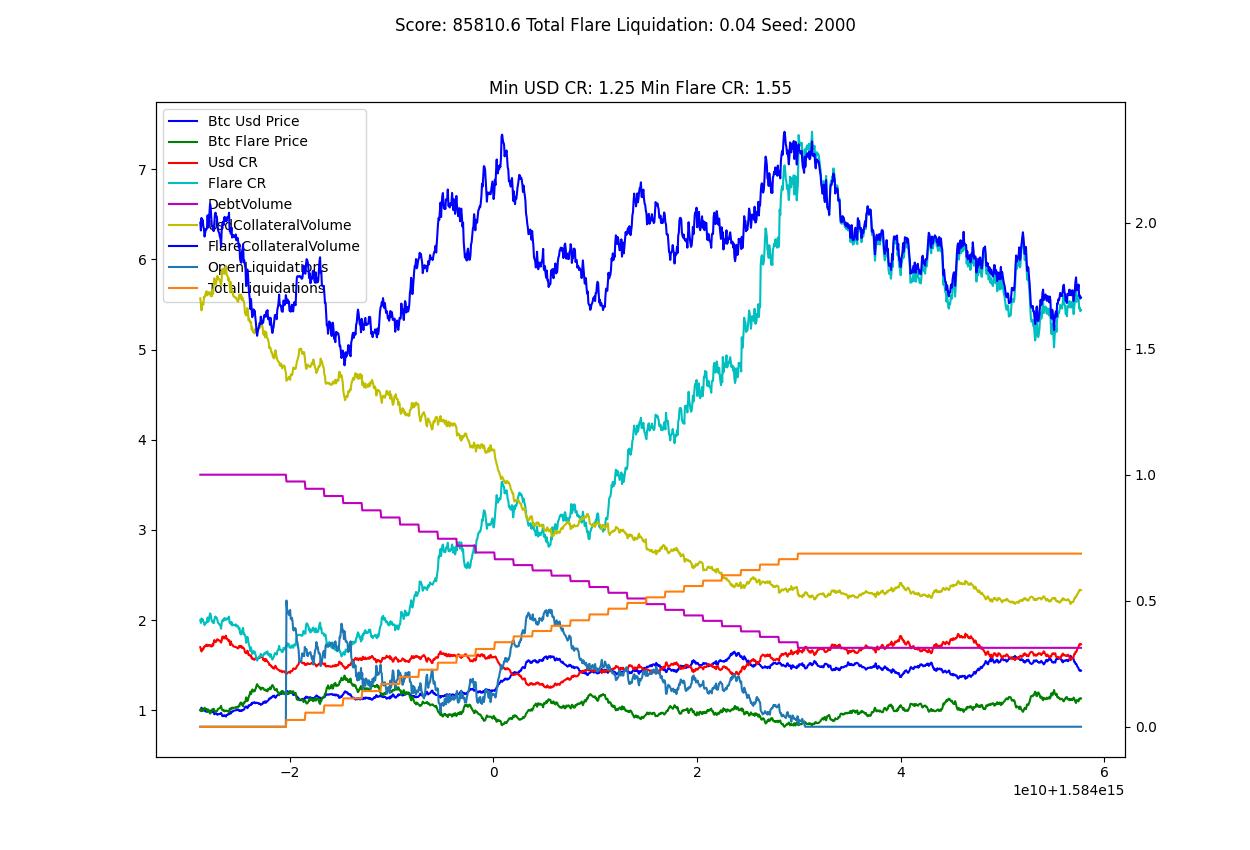 Score: 85810.6 Total Flare Liquidation: 0.04 Seed: 2000
Min USD CR: 1.25 Min Flare CR: 1.55
Btc Usd Price
Btc Flare Price
Usd CR
Flare CR
DebtVolume
UsdCollateralVolume
FlareCollateralVolume
OpenLiquidations
TotalLiquidations
7
6
5
4
3
2
1
2.0
1.5
1.0
0.5
0.0
−2
0
2
4
6
1e10+1.584e15